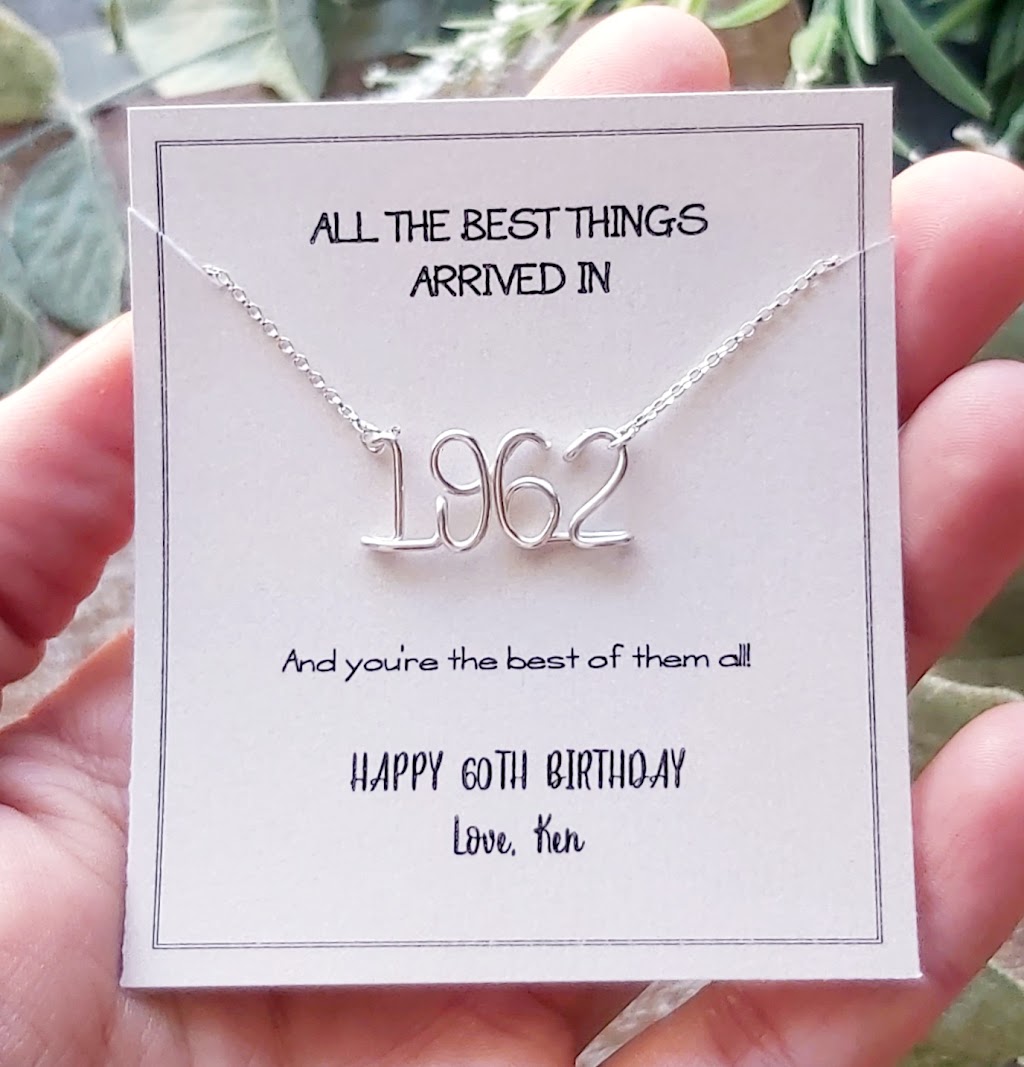 ALL THE BEST THINGS
ARRIVED IN
1962
And you're the best of them all!
HAPPY 60TH BIRTHDAY
Love, Ken